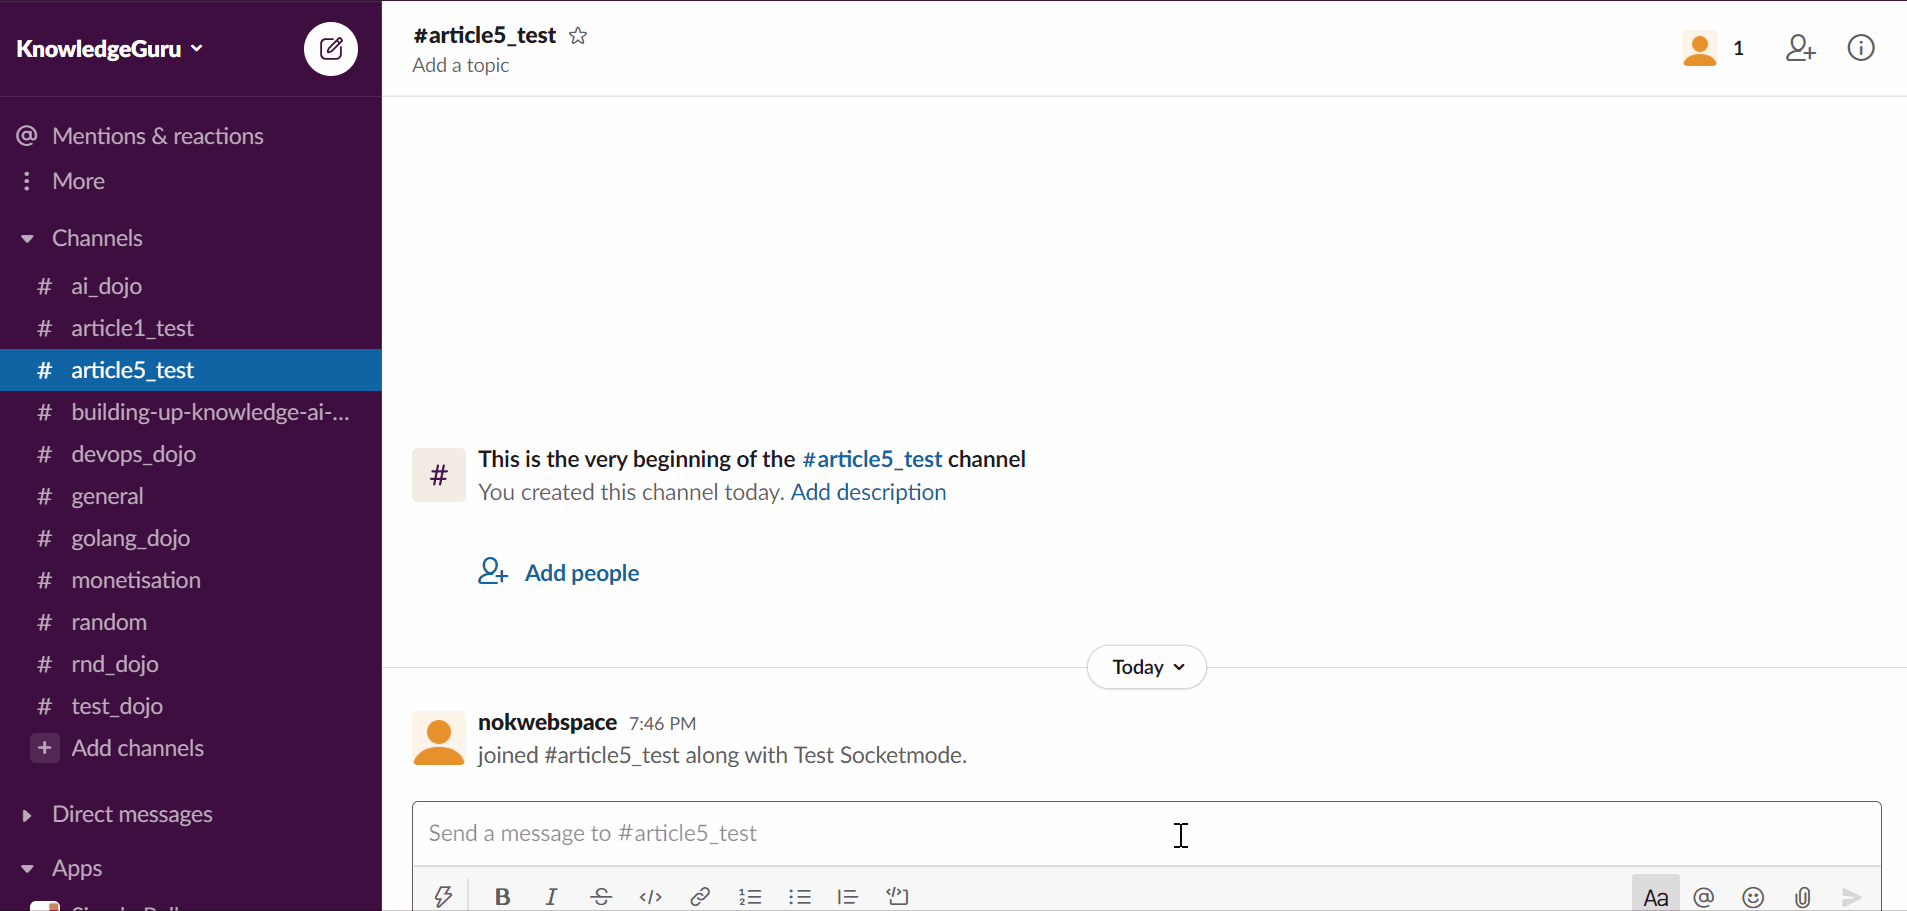 KnowledgeGuru
Mentions & reactions
More
Channels
# ai_dojo
# article1_test
# article5_test
# building-up-knowledge-ai-...
# devops_dojo
# general
# golang_dojo
# monetisation
# random
# rnd_dojo
# test_dojo
+ Add channels
Direct messages
Apps
#article5_test
Add a topic
1
# This is the very beginning of the #article5_test channel
You created this channel today. Add description
Add people
Today
nokwebspace 7:46 PM
joined #article5_test along with Test Socketmode.
Send a message to #article5_test
B I S </> Aa @